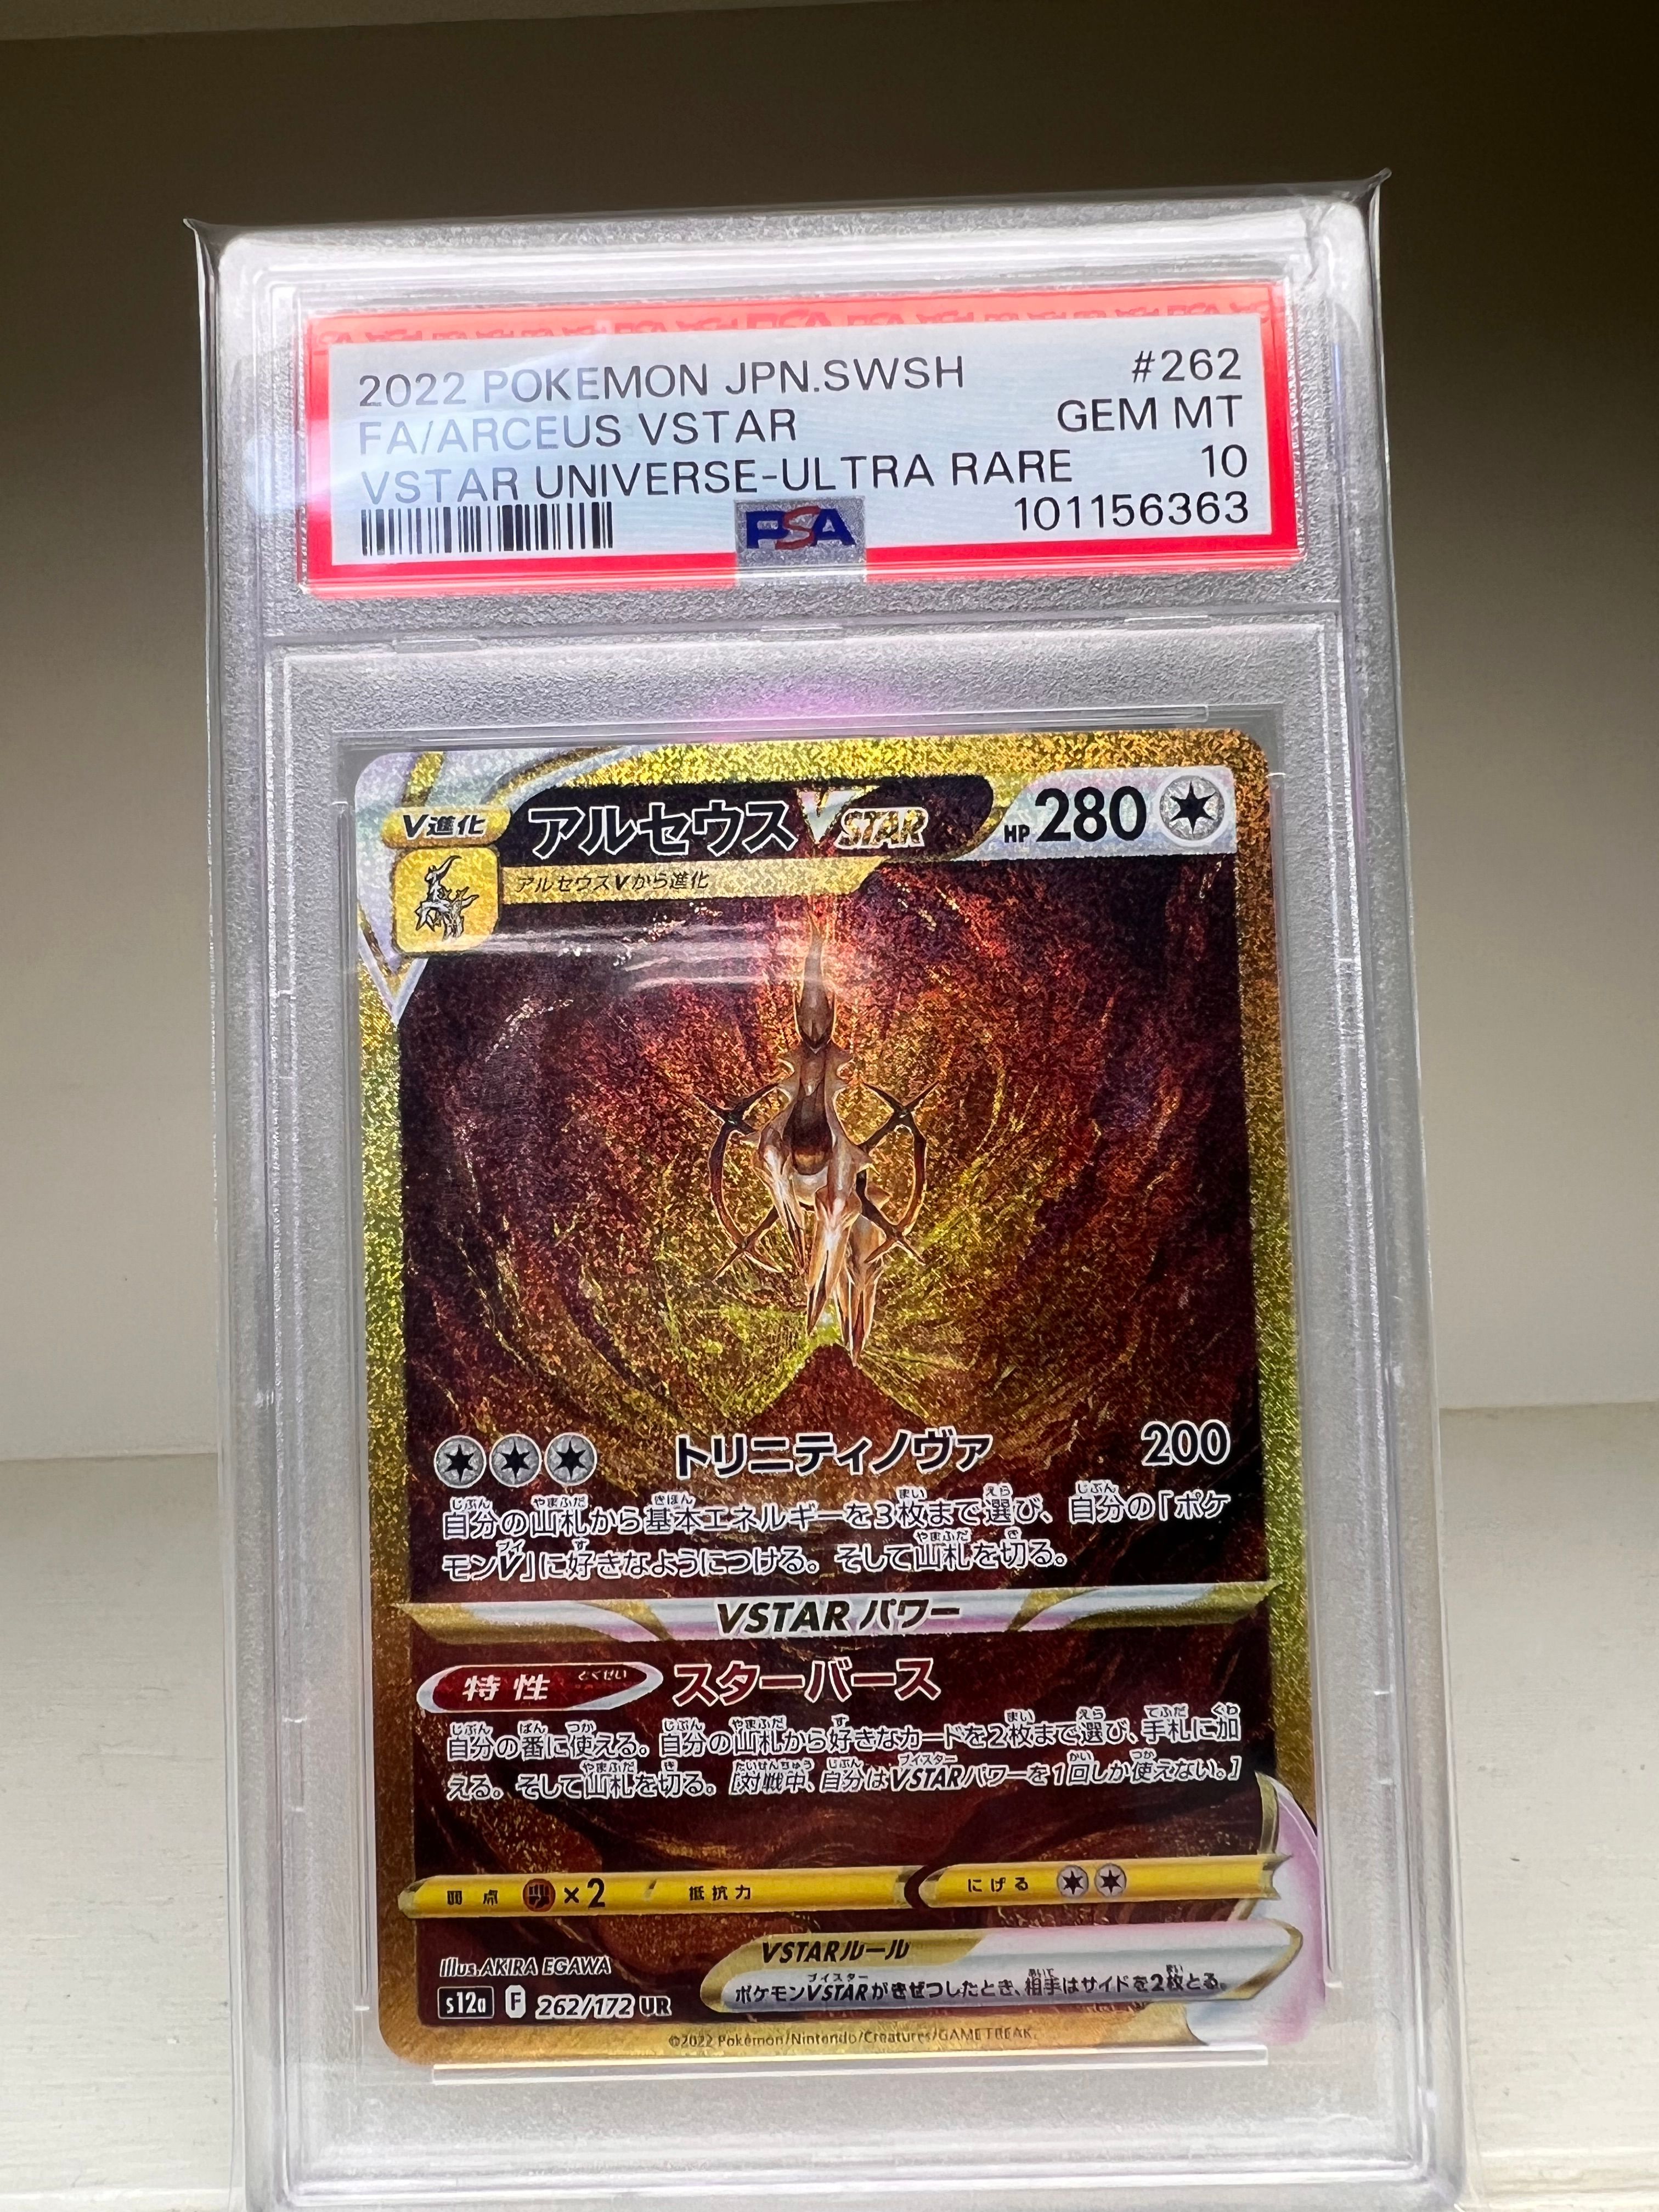 2022 POKEMON JPN.SWSH #262
FA/ARCEUS VSTAR GEM MT
VSTAR UNIVERSE-ULTRA RARE 10
PSA 101156363
V進化 アルセウスVSTAR HP 280
アルセウスVから進化
トリニティノヴァ 200
自分の山札から基本エネルギーを3枚まで選び、自分の「ポケ
モンV」に好きなようにつける。そして山札を切る。
VSTARパワー
特性 スターバース
自分の番に使える。自分の山札から好きなカードを2枚まで選び、手札に加
える。そして山札を切る。[対戦中、自分はVSTARパワーを1回しか使えない。]
弱点 ×2 抵抗力 にげる
Illus. AKIRA EGAWA
VSTARルール
ポケモンVSTARがきぜつしたとき、相手はサイドを2枚とる。
s12a F 262/172 UR
©2022 Pokémon/Nintendo/Creatures/GAME FREAK.